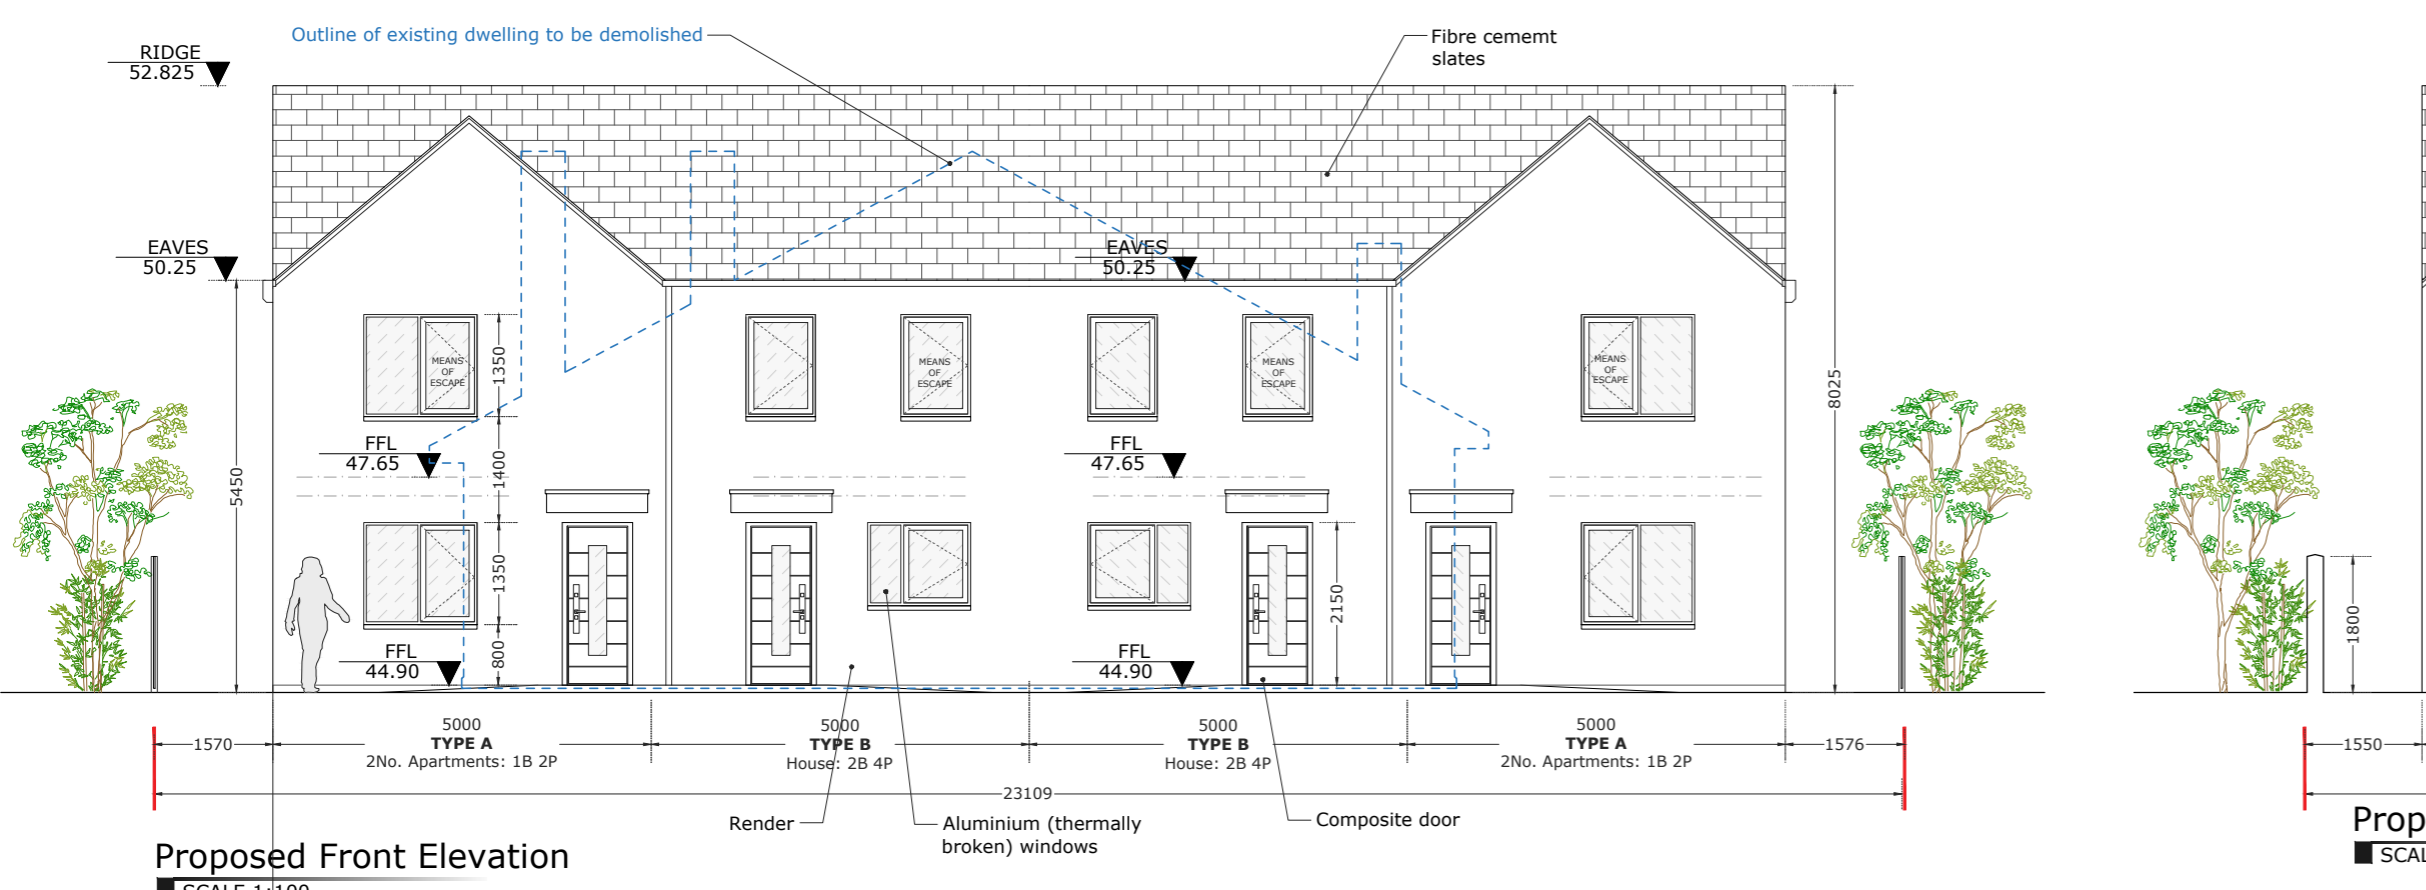 Outline of existing dwelling to be demolished
Fibre cememt
slates
RIDGE
52.825
EAVES
50.25
EAVES
50.25
MEANS
OF
ESCAPE
MEANS
OF
ESCAPE
MEANS
OF
ESCAPE
MEANS
OF
ESCAPE
1350
8025
FFL
47.65
FFL
47.65
1400
5450
1350
2150
1800
FFL
44.90
FFL
44.90
800
1570
5000
TYPE A
2No. Apartments: 1B 2P
5000
TYPE B
House: 2B 4P
5000
TYPE B
House: 2B 4P
5000
TYPE A
2No. Apartments: 1B 2P
1576
1550
23109
Render
Aluminium (thermally
broken) windows
Composite door
Proposed Front Elevation
SCALE 1:100
Prop
SCAL